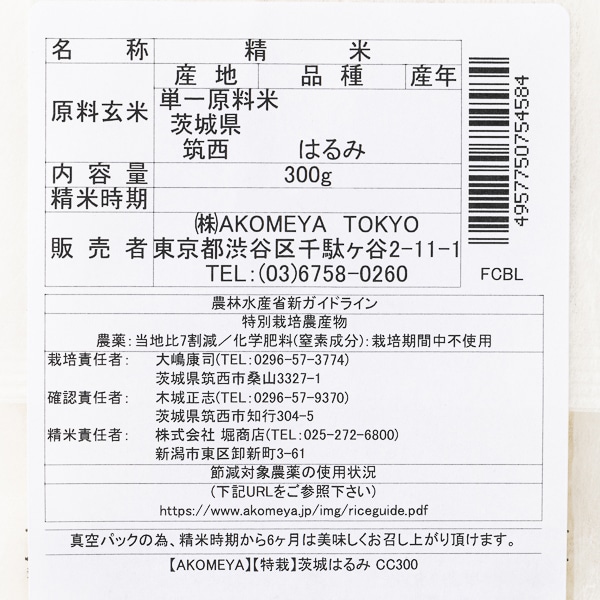 名　称　精　米
原料玄米　産 地　品 種　産年
単一原料米
茨城県
筑西　はるみ
内 容 量　300g
精米時期
販 売 者　㈱AKOMEYA TOKYO
東京都渋谷区千駄ヶ谷2-11-1
TEL:(03)6758-0260
4957750754584
FCBL
農林水産省新ガイドライン
特別栽培農産物
農薬：当地比7割減／化学肥料(窒素成分)：栽培期間中不使用
栽培責任者：　大嶋康司(TEL:0296-57-3774)
茨城県筑西市桑山3327-1
確認責任者：　木城正志(TEL:0296-57-9370)
茨城県筑西市知行304-5
精米責任者：　株式会社 堀商店(TEL:025-272-6800)
新潟市東区卸新町3-61
節減対象農薬の使用状況
(下記URLをご参照下さい)
https://www.akomeya.jp/img/riceguide.pdf
真空パックの為、精米時期から6ヶ月は美味しくお召し上がり頂けます。
【AKOMEYA】【特栽】茨城はるみ CC300